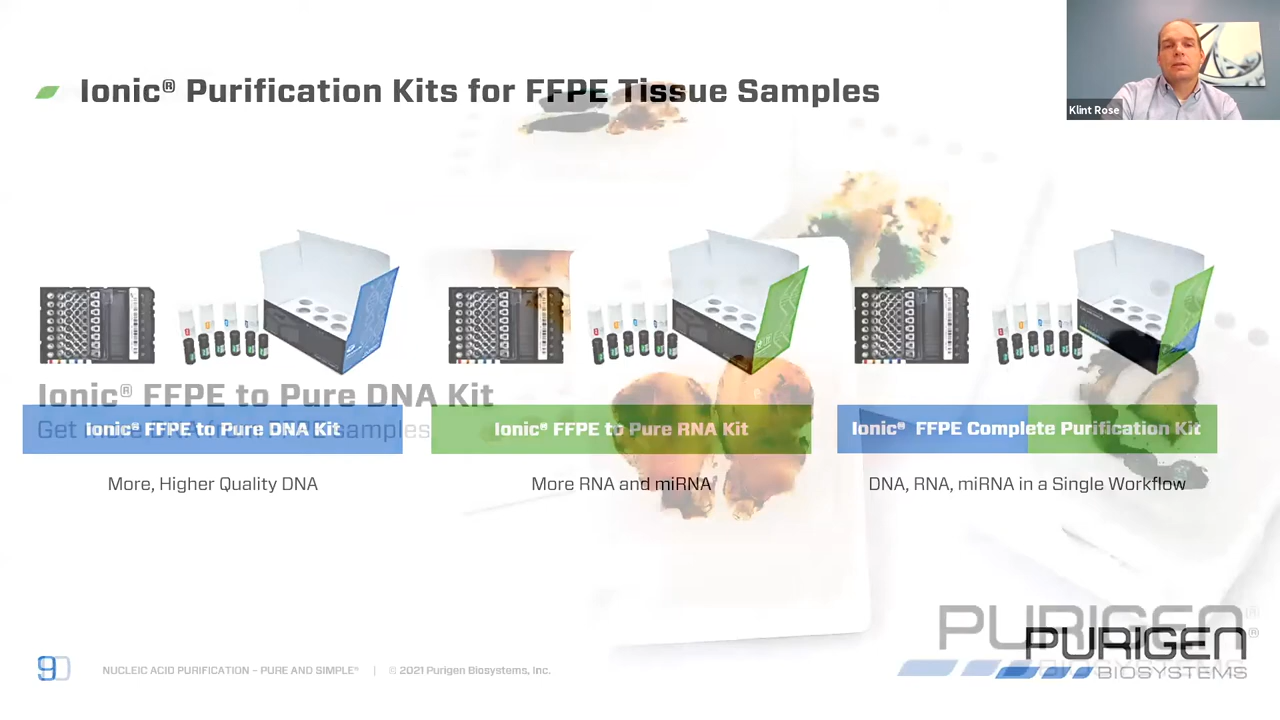 Ionic® Purification Kits for FFPE Tissue Samples
Klint Rose
Ionic® FFPE to Pure DNA Kit
Ionic® FFPE to Pure DNA Kit
Ionic® FFPE to Pure RNA Kit
Ionic® FFPE Complete Purification Kit
More, Higher Quality DNA
More RNA and miRNA
DNA, RNA, miRNA in a Single Workflow
PURIGEN®
PURIGEN®
BIOSYSTEMS
9
NUCLEIC ACID PURIFICATION – PURE AND SIMPLE® | © 2021 Purigen Biosystems, Inc.